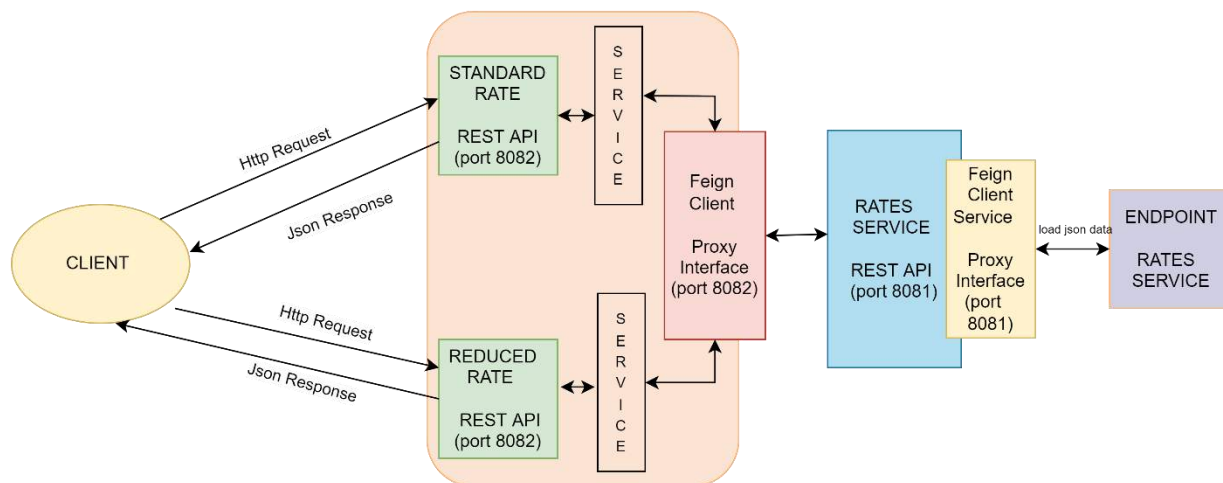 CLIENT
Http Request
Json Response
Http Request
Json Response
STANDARD
RATE
REST API
(port 8082)
S
E
R
V
I
C
E
REDUCED
RATE
REST API
(port 8082)
S
E
R
V
I
C
E
Feign
Client
Proxy
Interface
(port 8082)
RATES
SERVICE
REST API
(port 8081)
Feign
Client
Service
Proxy
Interface
(port
8081)
load json data
ENDPOINT
RATES
SERVICE